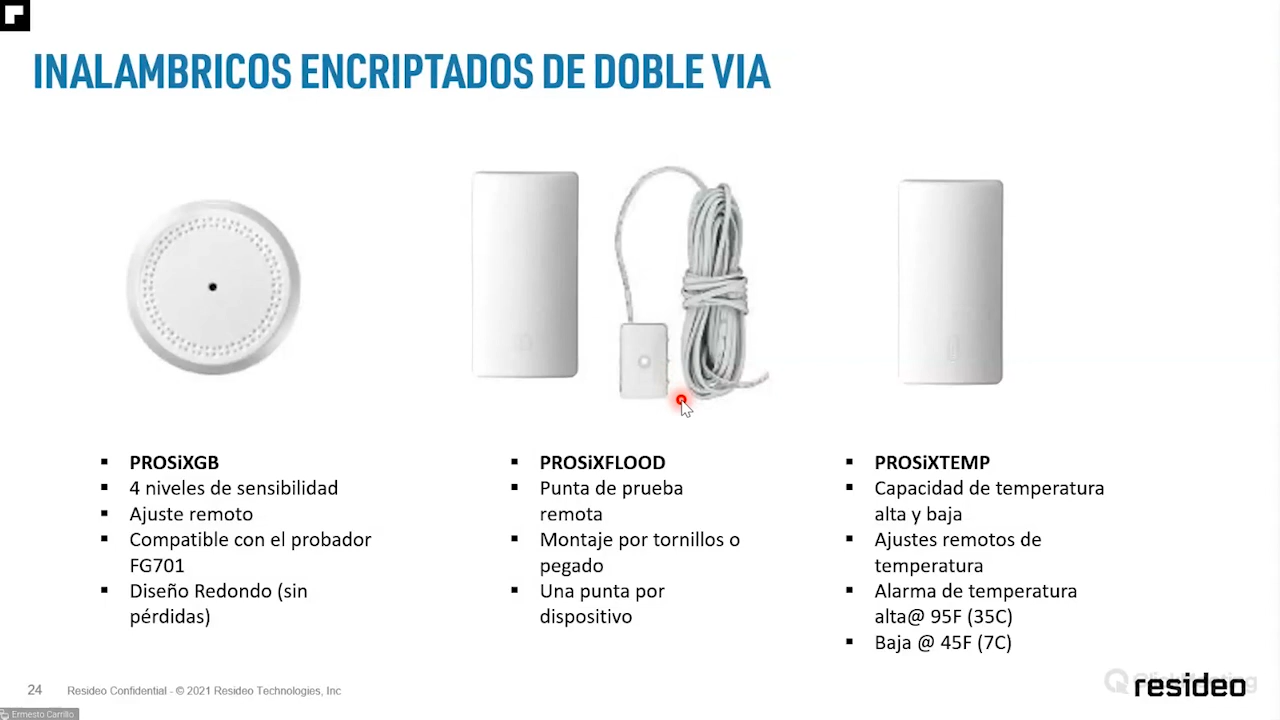 INALAMBRICOS ENCRIPTADOS DE DOBLE VIA
PROSiXGB
4 niveles de sensibilidad
Ajuste remoto
Compatible con el probador
FG701
Diseño Redondo (sin
pérdidas)
PROSiXFLOOD
Punta de prueba
remota
Montaje por tornillos o
pegado
Una punta por
dispositivo
PROSiXTEMP
Capacidad de temperatura
alta y baja
Ajustes remotos de
temperatura
Alarma de temperatura
alta@ 95F (35C)
Baja @ 45F (7C)
24
Resideo Confidential - © 2021 Resideo Technologies, Inc
resideo
Ermesto Carrillo